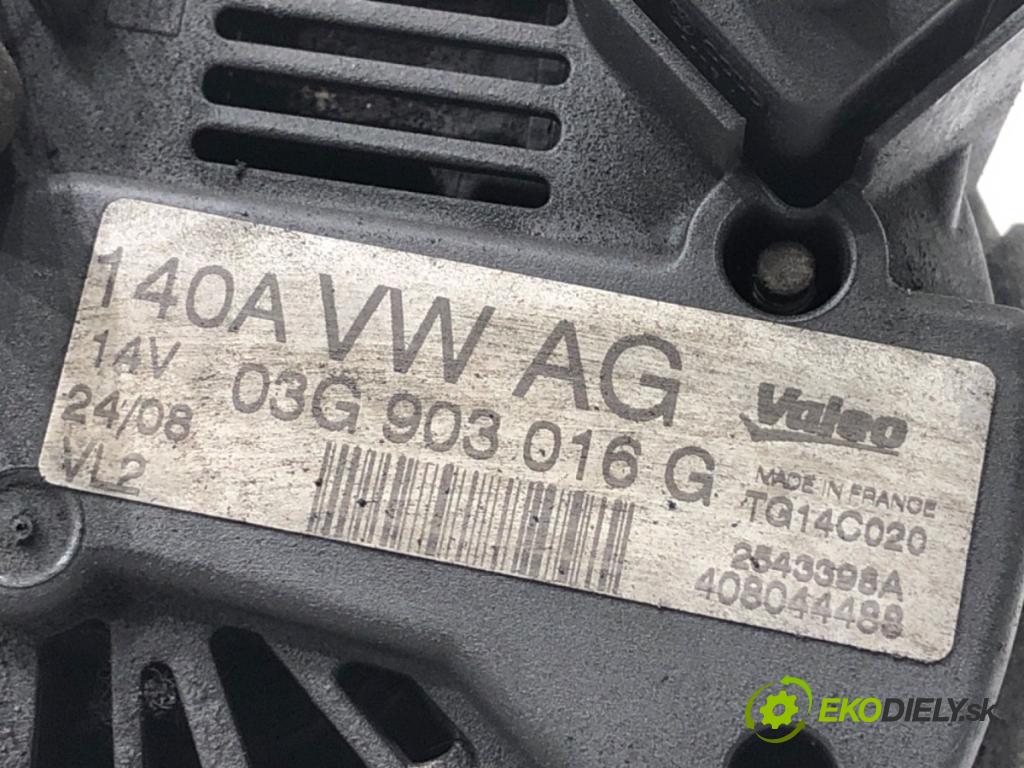 140A VW AG
14V 03G 903 016 G
24/08
VL2
Valeo
MADE IN FRANCE
TG14C020
2543398A
408044488
EKODIELY.sk